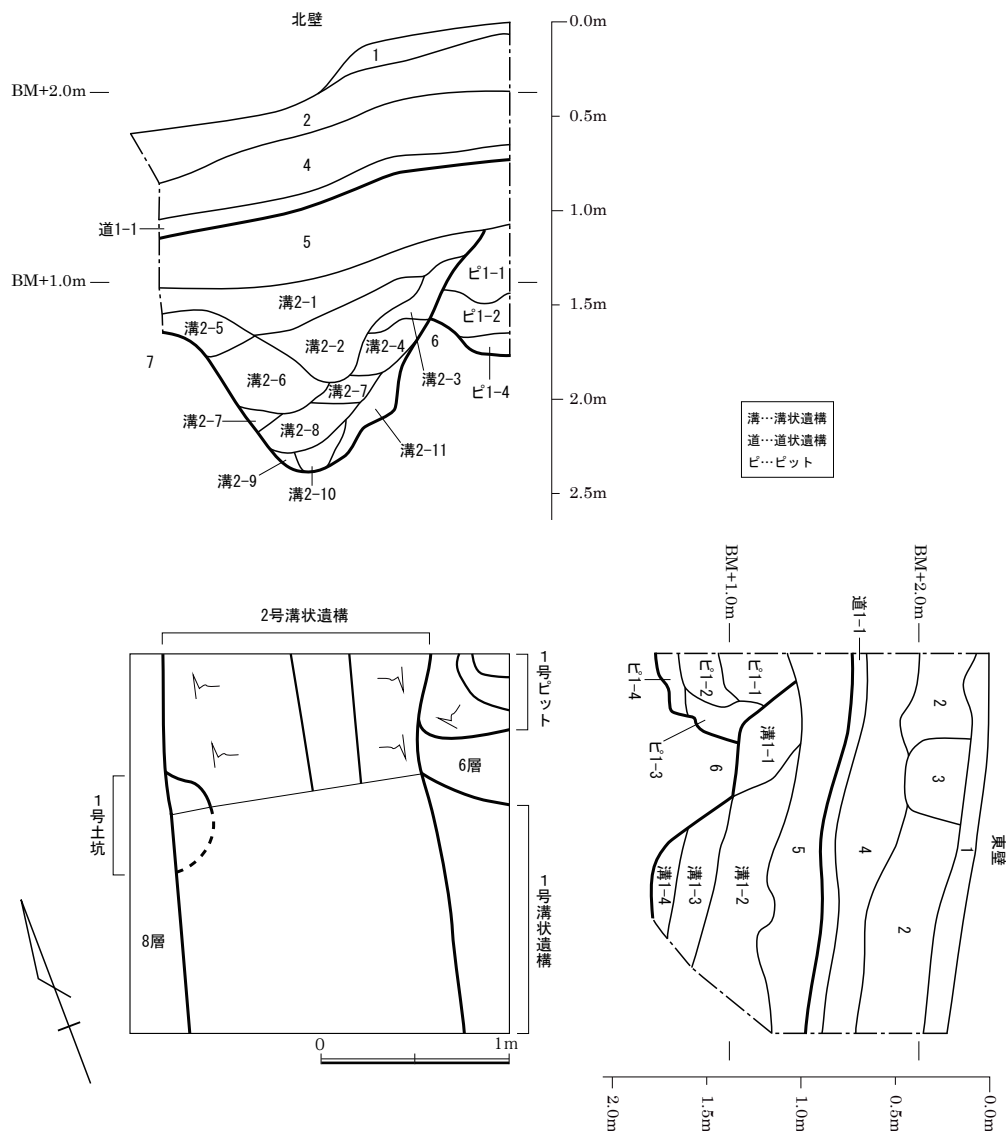 北壁
0.0m
1
BM+2.0m
2
0.5m
4
1.0m
道1-1
5
BM+1.0m
ピ1-1
溝2-1
1.5m
ピ1-2
溝2-5
溝2-2
溝2-4
6
7
溝2-3
溝2-6
ピ1-4
溝2-7
2.0m
溝2-7
溝2-8
溝2-11
溝2-9
溝2-10
2.5m
溝…溝状遺構
道…道状遺構
ピ…ピット
2号溝状遺構
1号ピット
6層
1号土坑
1号溝状遺構
8層
0
1m
BM+1.0m
道1-1
BM+2.0m
ピ1-4
ピ1-2
ピ1-1
2
ピ1-3
6
溝1-1
3
東壁
5
4
1
溝1-4
溝1-3
溝1-2
2
2.0m
1.5m
1.0m
0.5m
0.0m